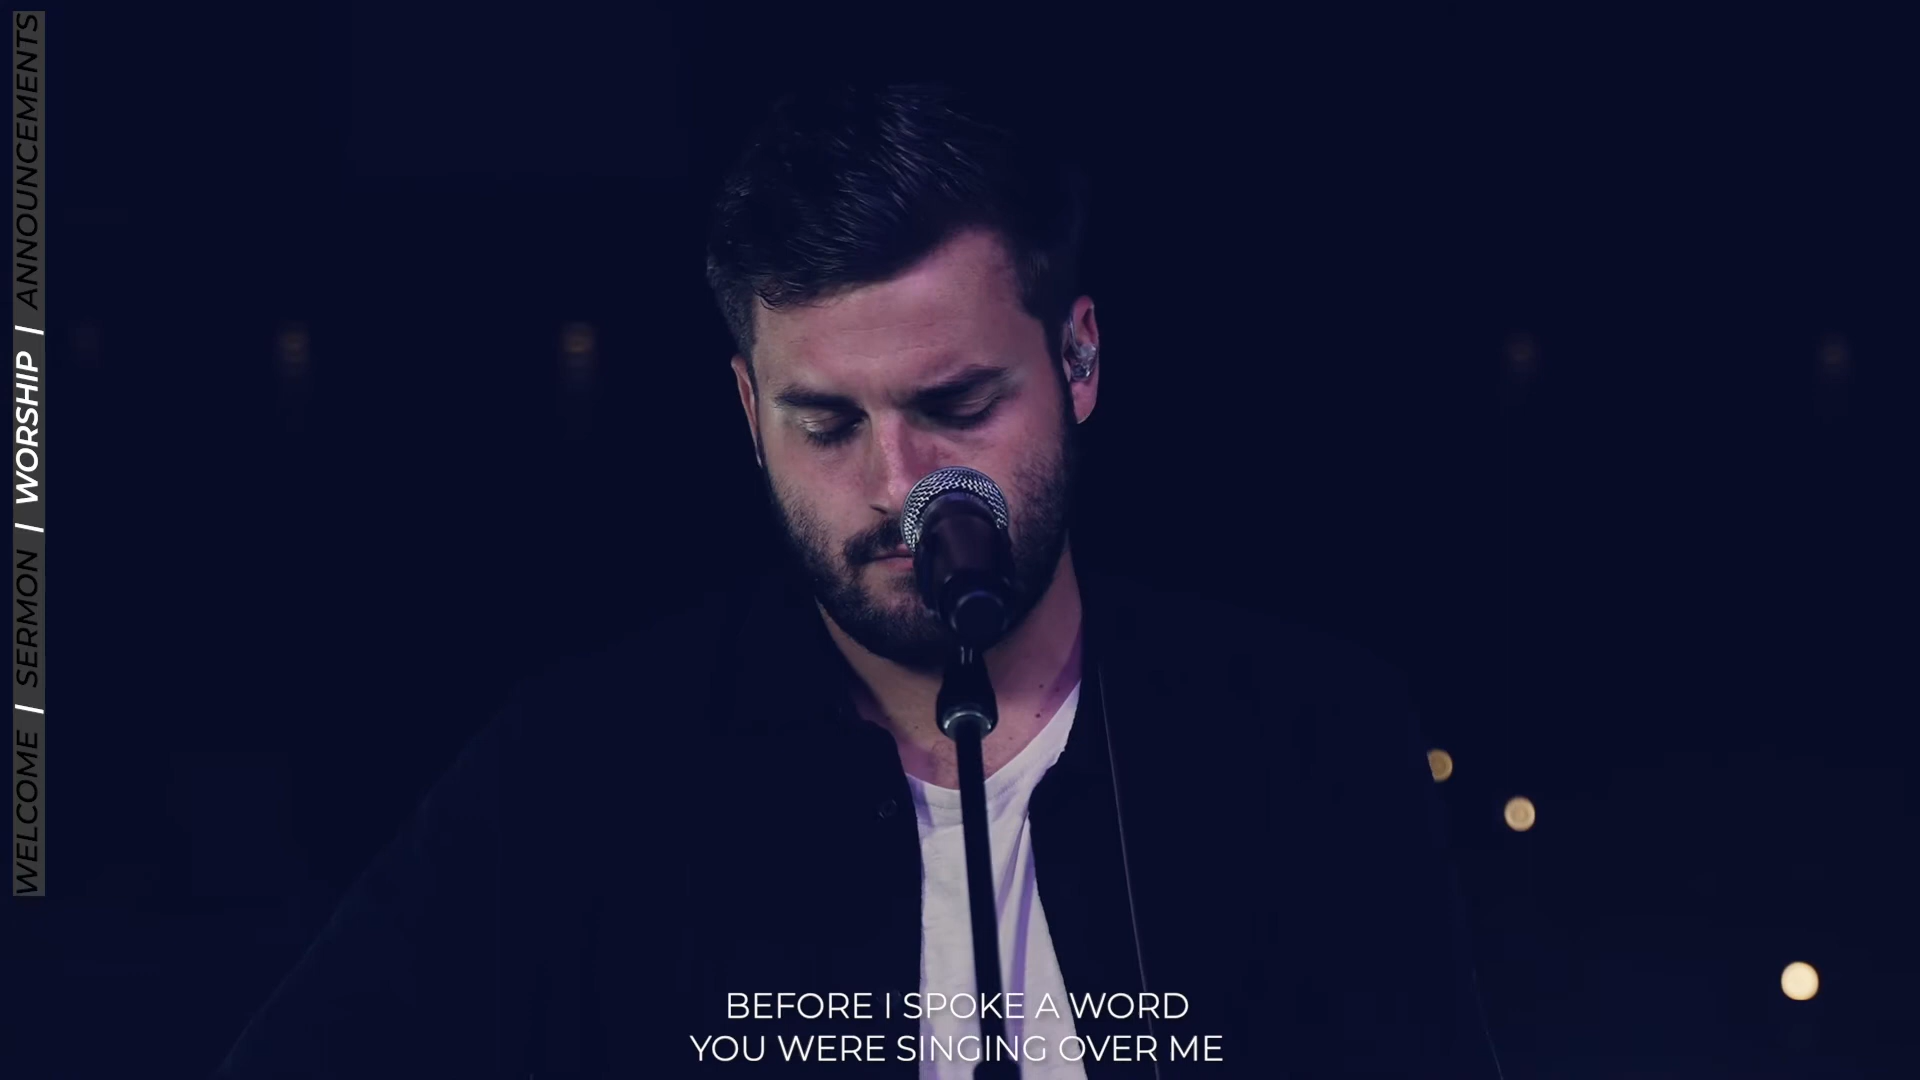 WELCOME | SERMON | WORSHIP | ANNOUNCEMENTS
BEFORE I SPOKE A WORD
YOU WERE SINGING OVER ME